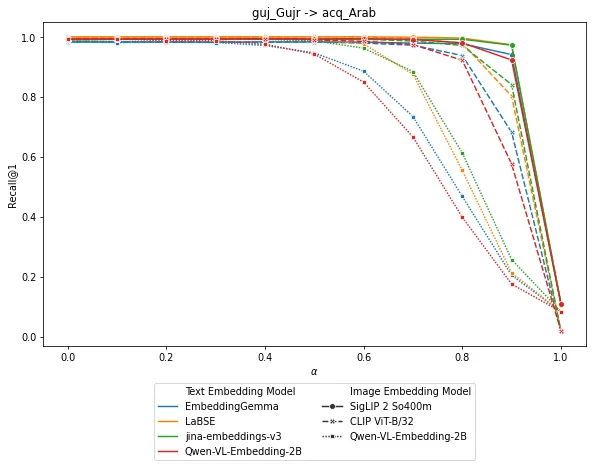 guj_Gujr -> acq_Arab
Recall@1
1.0
0.8
0.6
0.4
0.2
0.0
0.0 0.2 0.4 0.6 0.8 1.0
α
Text Embedding Model
EmbeddingGemma
LaBSE
jina-embeddings-v3
Qwen-VL-Embedding-2B
Image Embedding Model
SigLIP 2 So400m
CLIP ViT-B/32
Qwen-VL-Embedding-2B